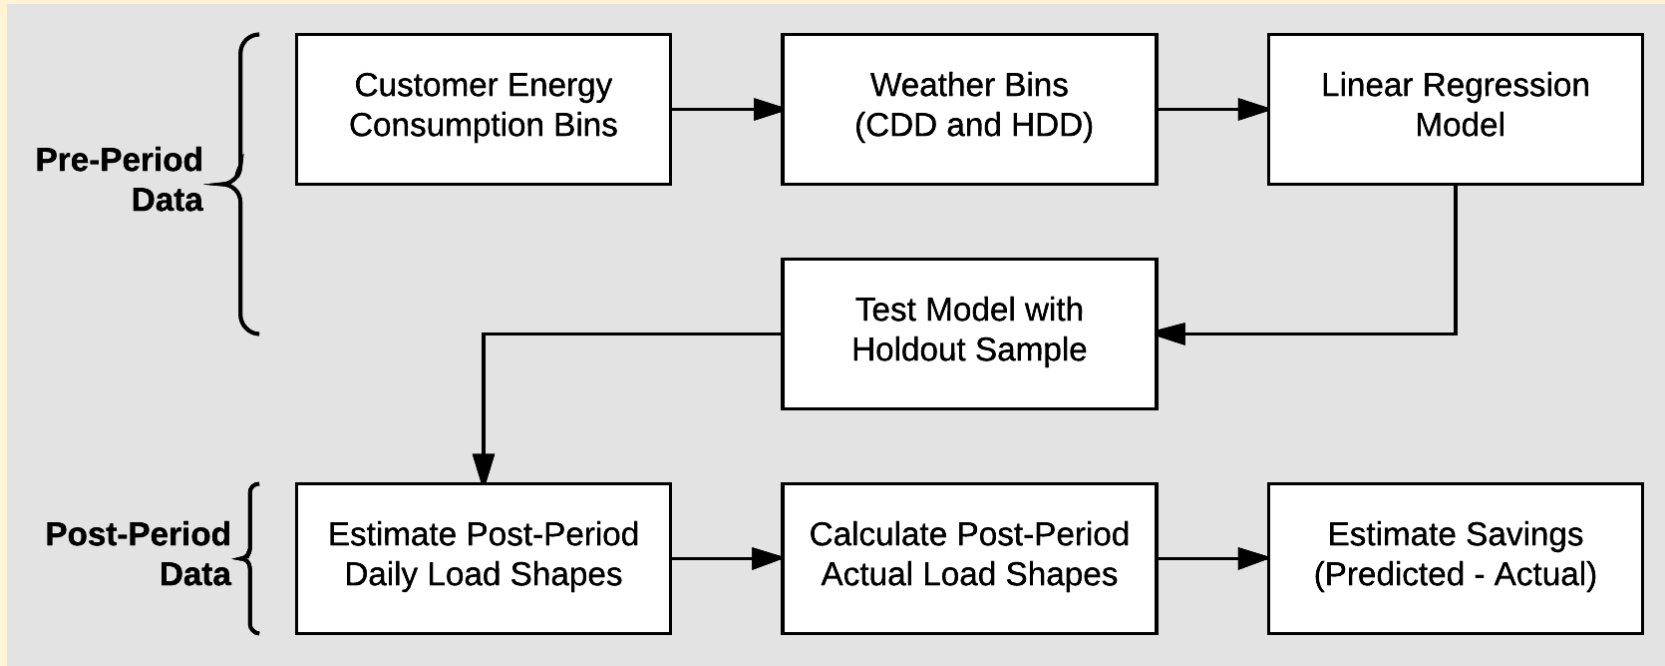 Pre-Period
Data
Customer Energy
Consumption Bins
Weather Bins
(CDD and HDD)
Linear Regression
Model
Test Model with
Holdout Sample
Post-Period
Data
Estimate Post-Period
Daily Load Shapes
Calculate Post-Period
Actual Load Shapes
Estimate Savings
(Predicted - Actual)